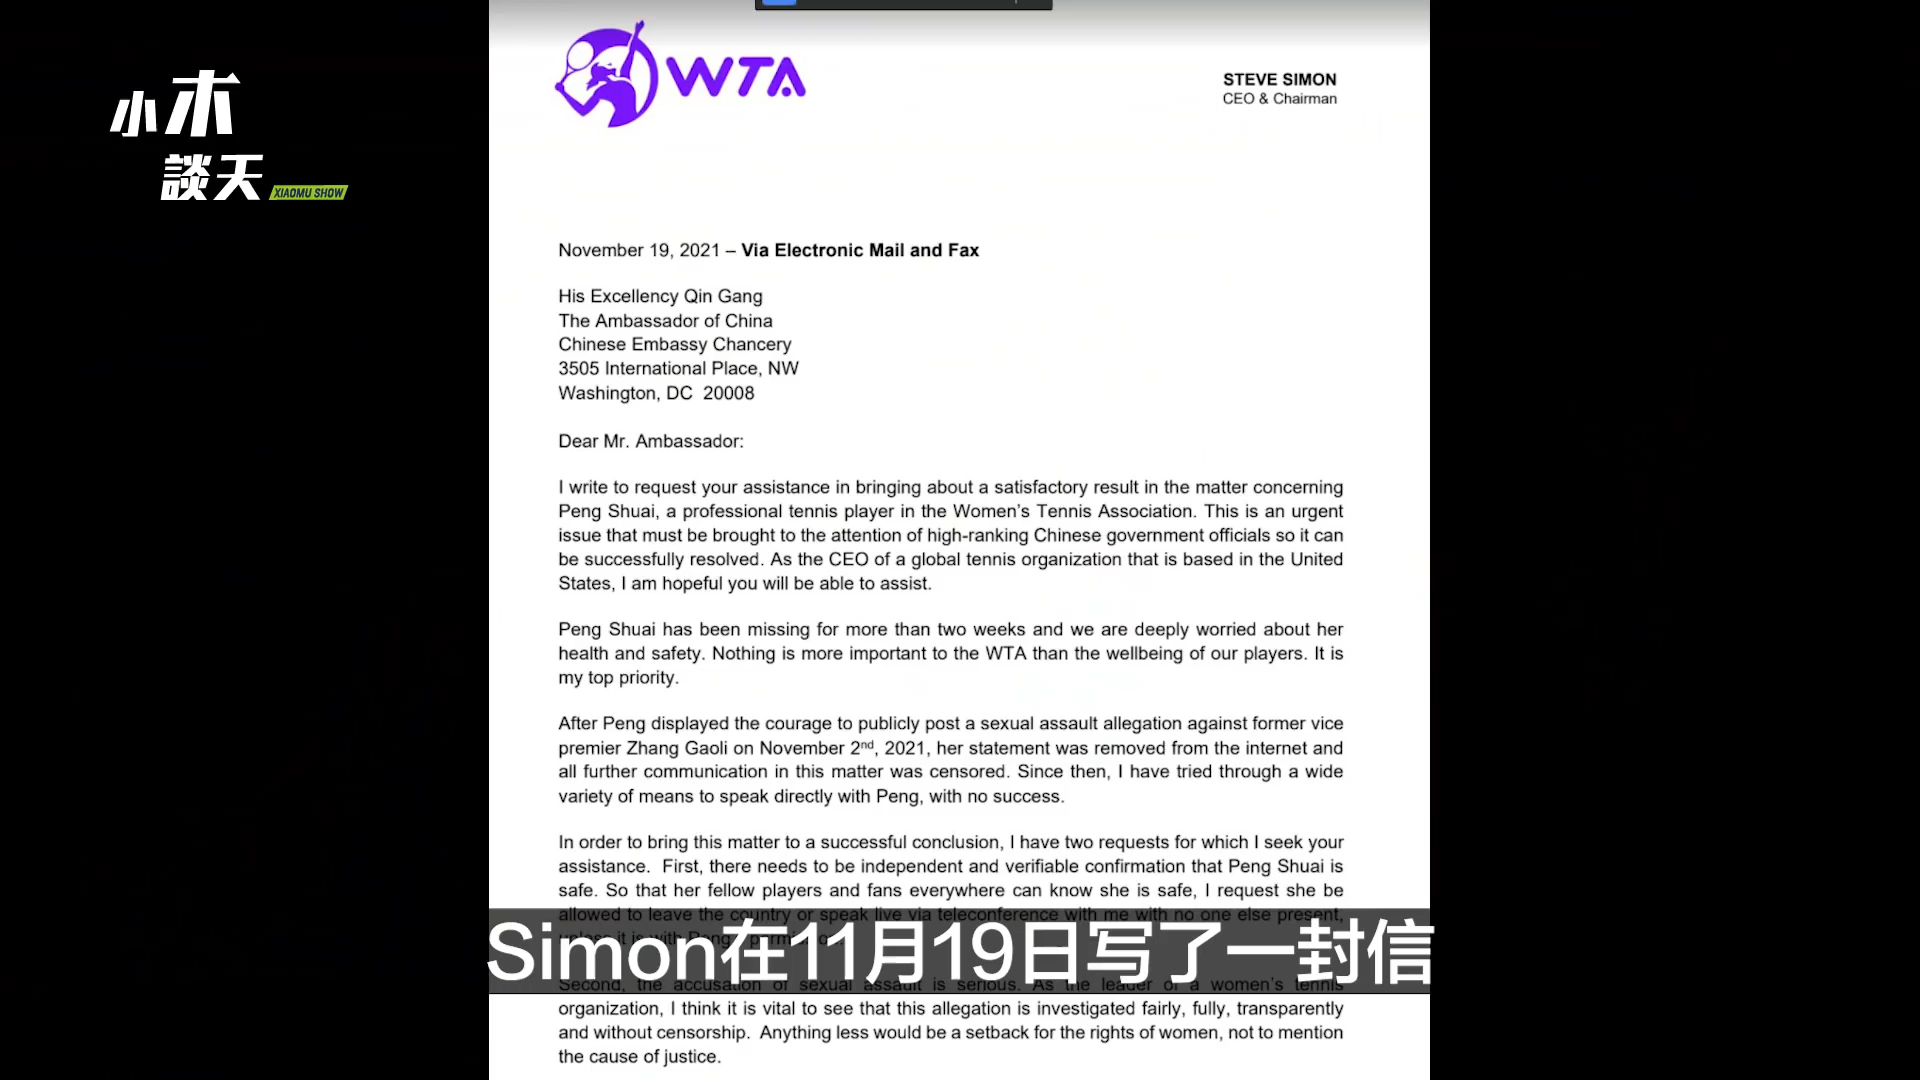 小木
談天
XIAOMU SHOW
WTA
STEVE SIMON
CEO & Chairman
November 19, 2021 – Via Electronic Mail and Fax
His Excellency Qin Gang
The Ambassador of China
Chinese Embassy Chancery
3505 International Place, NW
Washington, DC  20008
Dear Mr. Ambassador:
I write to request your assistance in bringing about a satisfactory result in the matter concerning
Peng Shuai, a professional tennis player in the Women's Tennis Association. This is an urgent
issue that must be brought to the attention of high-ranking Chinese government officials so it can
be successfully resolved. As the CEO of a global tennis organization that is based in the United
States, I am hopeful you will be able to assist.
Peng Shuai has been missing for more than two weeks and we are deeply worried about her
health and safety. Nothing is more important to the WTA than the wellbeing of our players. It is
my top priority.
After Peng displayed the courage to publicly post a sexual assault allegation against former vice
premier Zhang Gaoli on November 2nd, 2021, her statement was removed from the internet and
all further communication in this matter was censored. Since then, I have tried through a wide
variety of means to speak directly with Peng, with no success.
In order to bring this matter to a successful conclusion, I have two requests for which I seek your
assistance.  First, there needs to be independent and verifiable confirmation that Peng Shuai is
safe. So that her fellow players and fans everywhere can know she is safe, I request she be
allowed to leave the country or speak live via teleconference with me with no one else present,
Simon在11月19日写了一封信
Second, the accusation of sexual assault is serious. As the leader of a women's tennis
organization, I think it is vital to see that this allegation is investigated fairly, fully, transparently
and without censorship.  Anything less would be a setback for the rights of women, not to mention
the cause of justice.